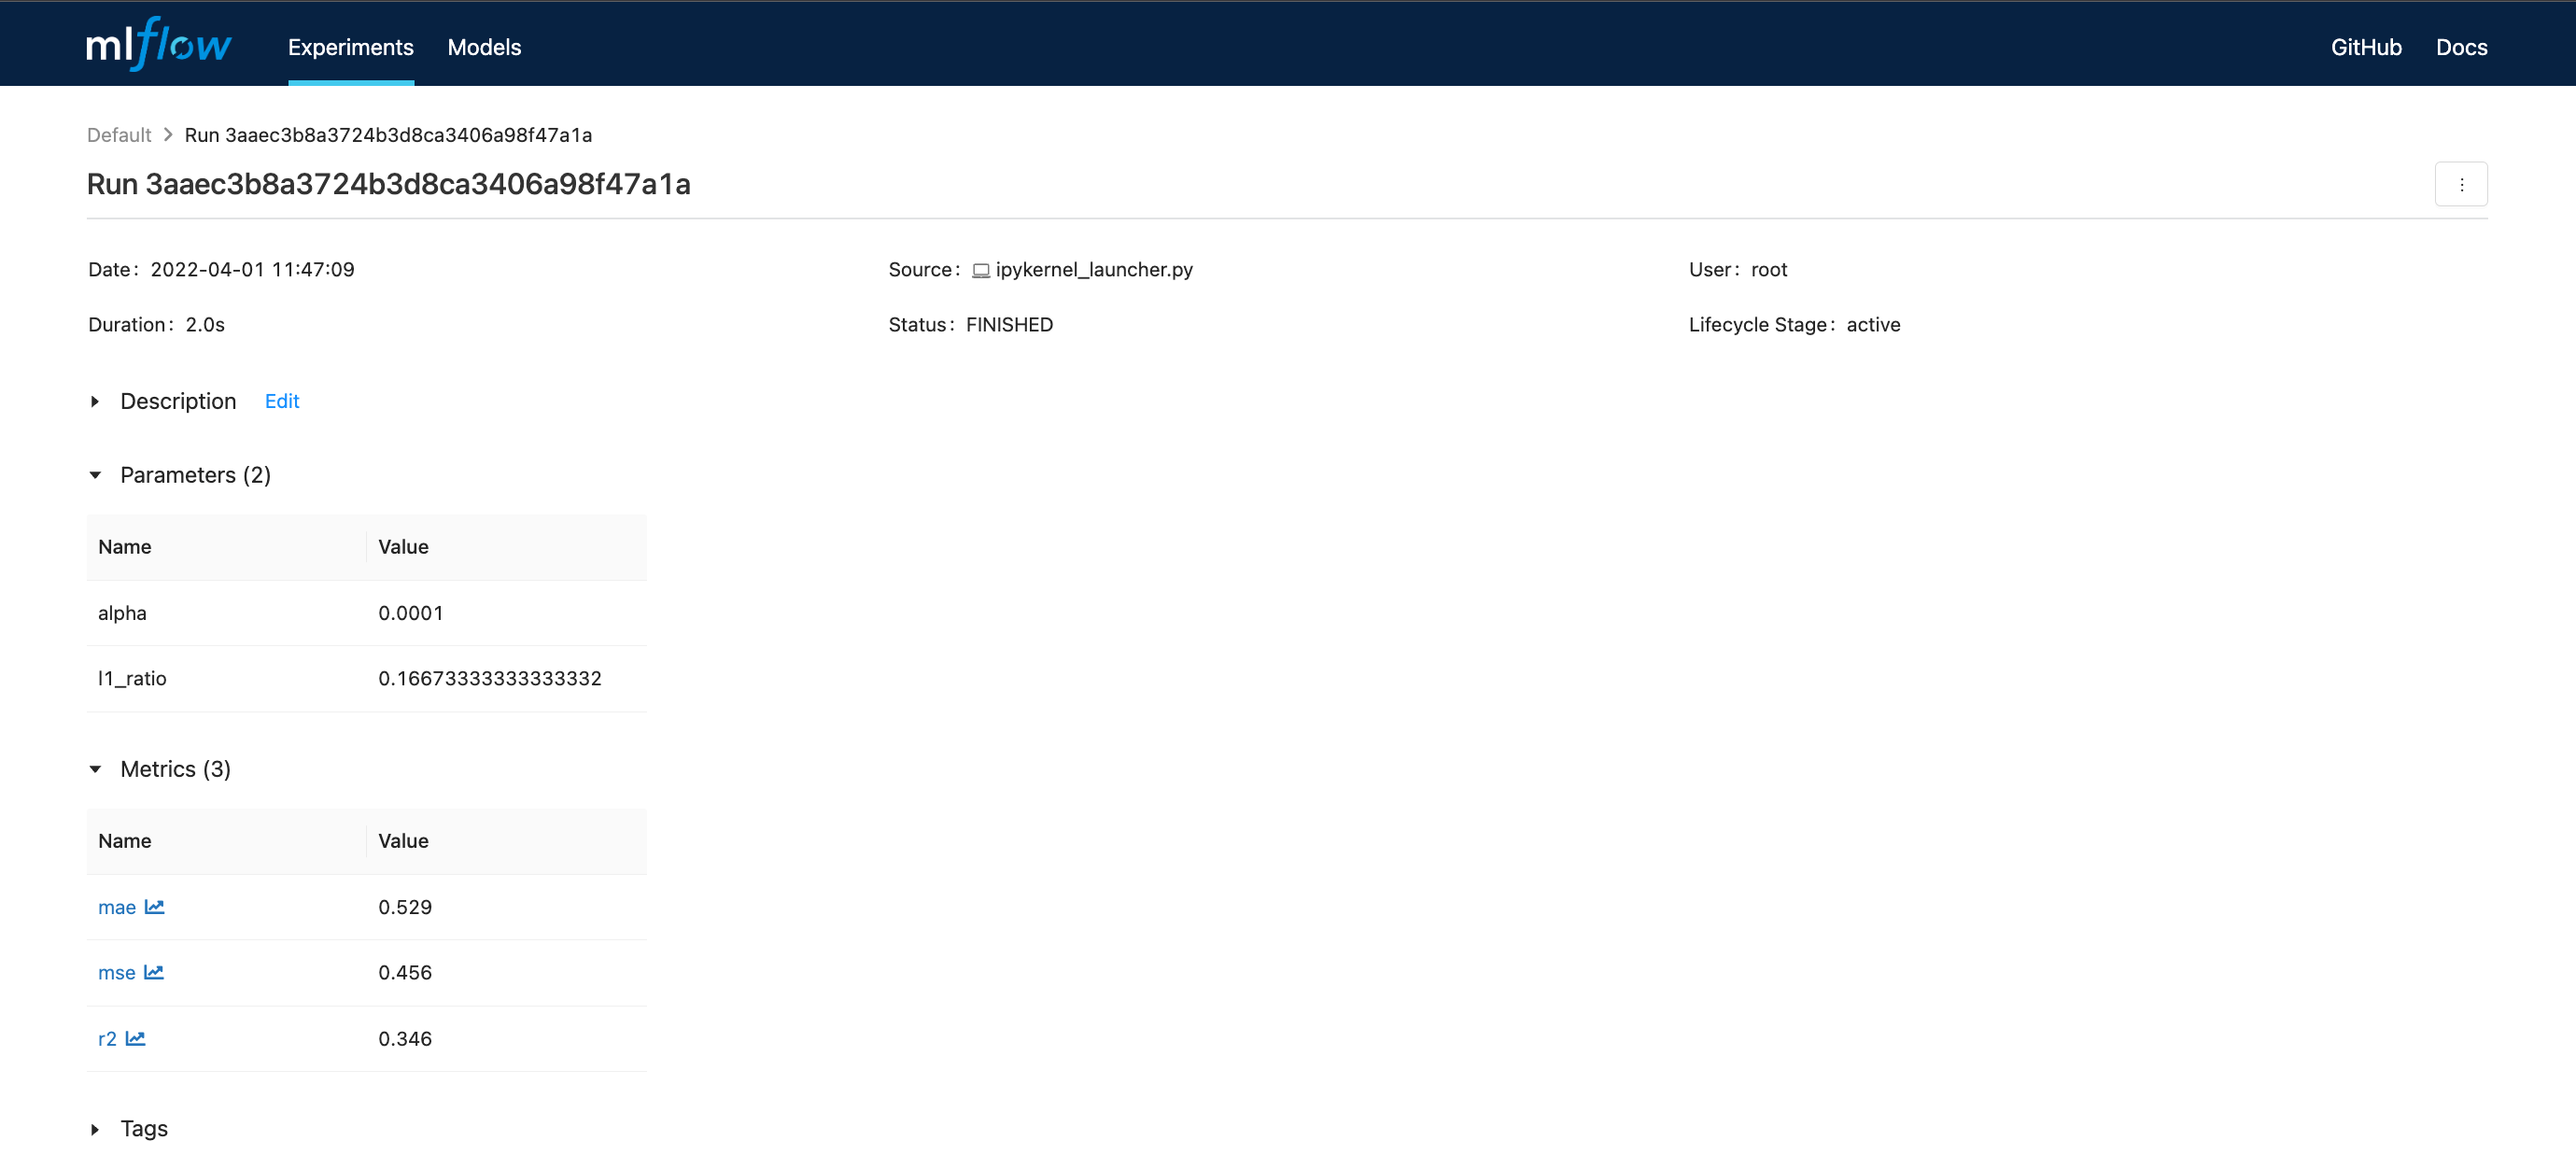 mlflow Experiments Models GitHub Docs
Default > Run 3aaec3b8a3724b3d8ca3406a98f47a1a
Run 3aaec3b8a3724b3d8ca3406a98f47a1a
Date: 2022-04-01 11:47:09 Source: ipykernel_launcher.py User: root
Duration: 2.0s Status: FINISHED Lifecycle Stage: active
Description Edit
Parameters (2)
Name Value
alpha 0.0001
l1_ratio 0.16673333333333332
Metrics (3)
Name Value
mae 0.529
mse 0.456
r2 0.346
Tags